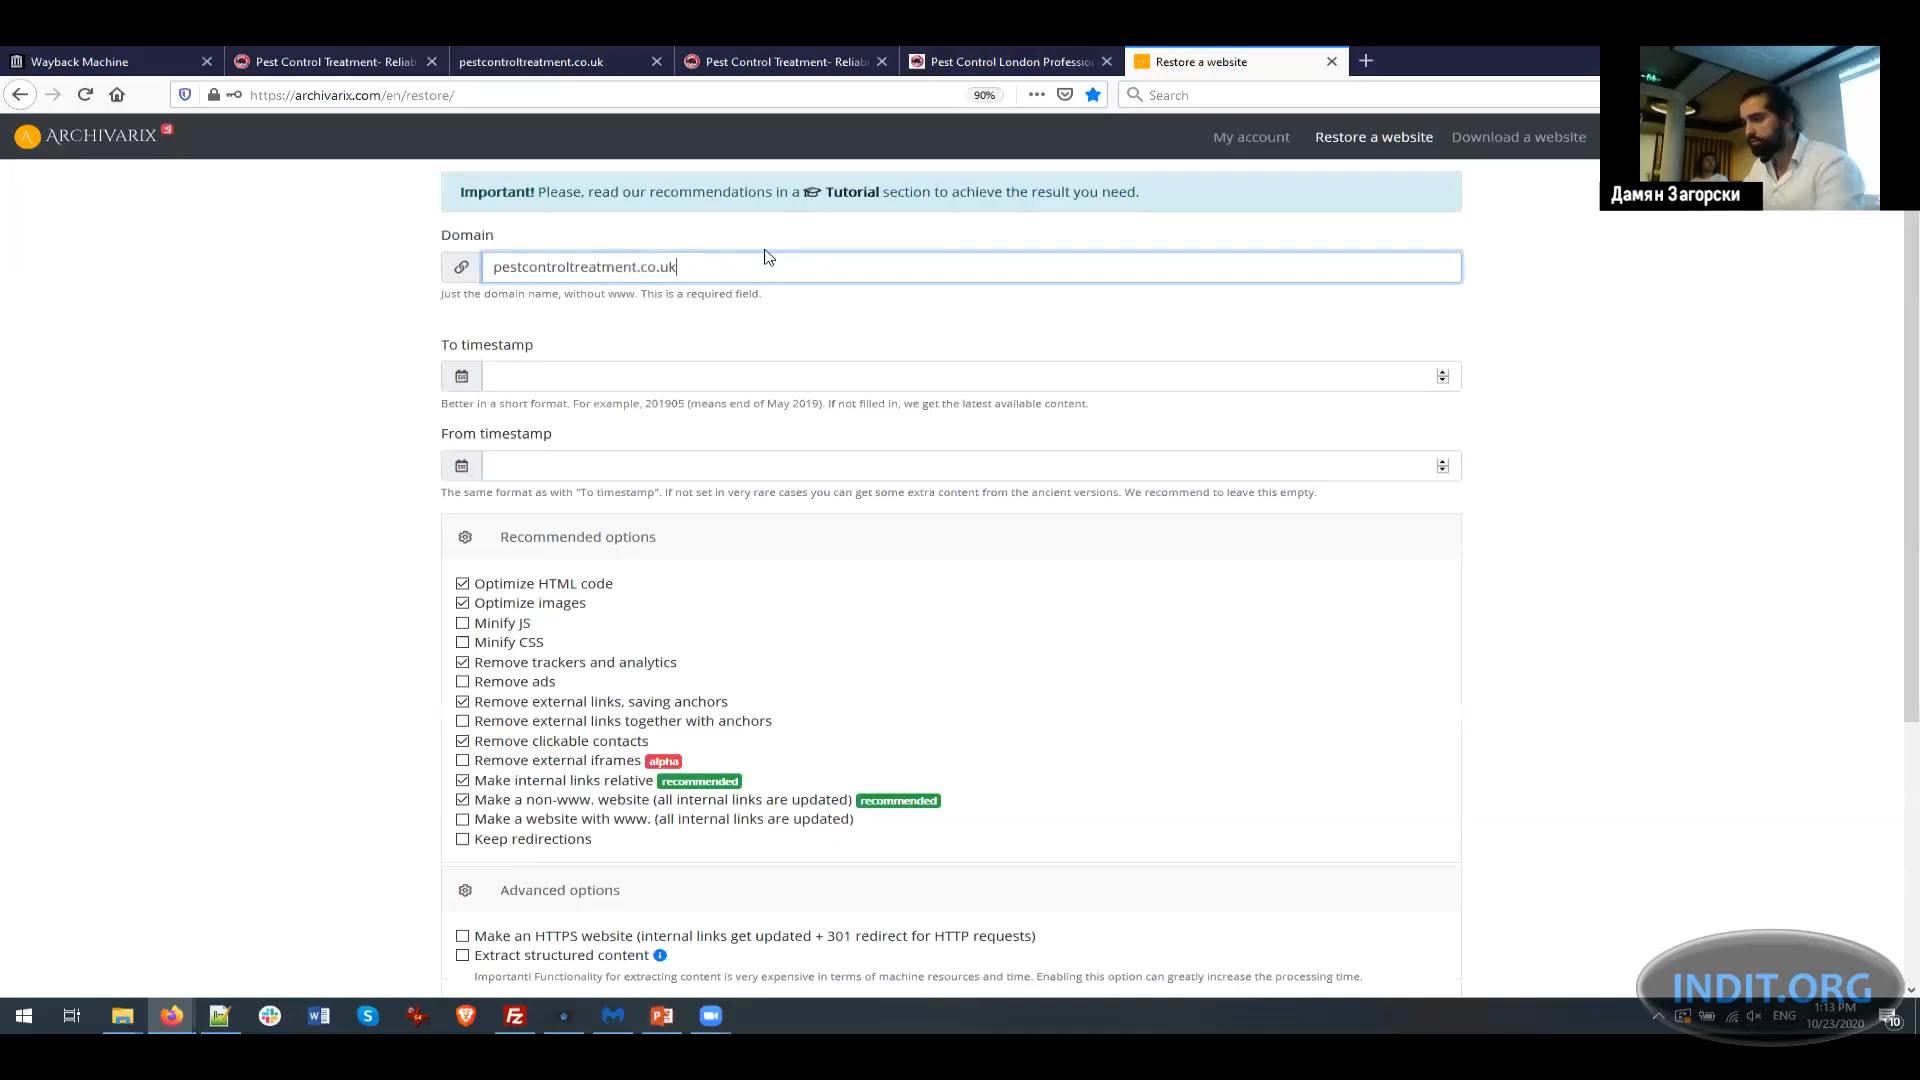 Wayback Machine
Pest Control Treatment- Reliab
pestcontroltreatment.co.uk
Pest Control Treatment- Reliab
Pest Control London Professio
Restore a website
https://archivarix.com/en/restore/
90%
Search
ARCHIVARIX
My account
Restore a website
Download a website
Дамян Загорски
Important! Please, read our recommendations in a Tutorial section to achieve the result you need.
Domain
pestcontroltreatment.co.uk
Just the domain name, without www. This is a required field.
To timestamp
Better in a short format. For example, 201905 (means end of May 2019). If not filled in, we get the latest available content.
From timestamp
The same format as with "To timestamp". If not set in very rare cases you can get some extra content from the ancient versions. We recommend to leave this empty.
Recommended options
Optimize HTML code
Optimize images
Minify JS
Minify CSS
Remove trackers and analytics
Remove ads
Remove external links, saving anchors
Remove external links together with anchors
Remove clickable contacts
Remove external iframes alpha
Make internal links relative recommended
Make a non-www. website (all internal links are updated) recommended
Make a website with www. (all internal links are updated)
Keep redirections
Advanced options
Make an HTTPS website (internal links get updated + 301 redirect for HTTP requests)
Extract structured content
Important! Functionality for extracting content is very expensive in terms of machine resources and time. Enabling this option can greatly increase the processing time.
INDIT.ORG
ENG
1:13 PM
10/23/2020
10